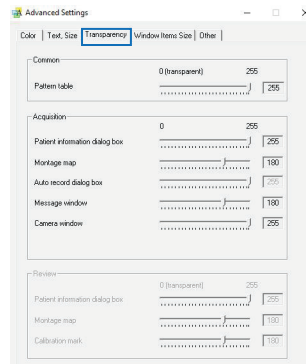 Advanced Settings
Color Text, Size Transparency Window Items Size Other
Common
0 (transparent) 255
Pattern table 255
Acquisition
0 255
Patient information dialog box 255
Montage map 180
Auto record dialog box 255
Message window 180
Camera window 255
Review
0 (transparent) 255
Patient information dialog box 255
Montage map 180
Calibration mark 180